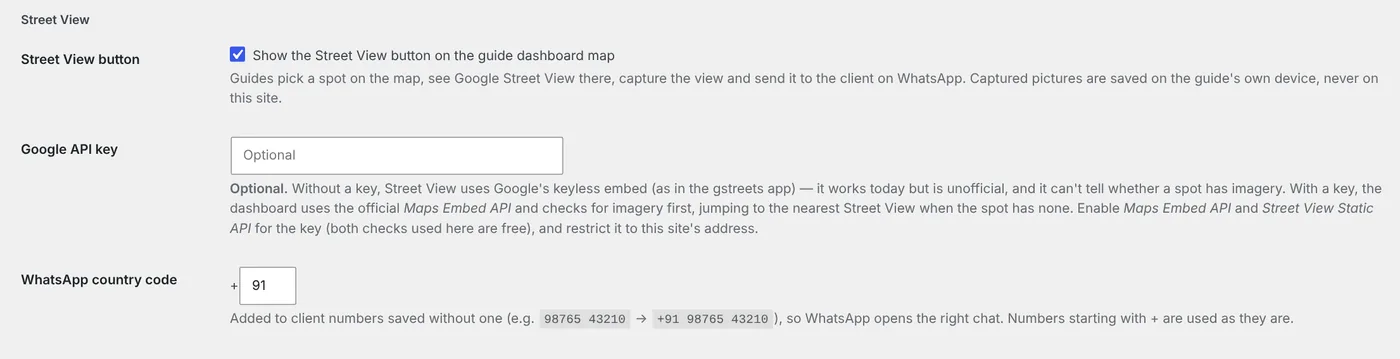 Street View
Street View button
Show the Street View button on the guide dashboard map
Guides pick a spot on the map, see Google Street View there, capture the view and send it to the client on WhatsApp. Captured pictures are saved on the guide's own device, never on
this site.
Google API key
Optional
Optional. Without a key, Street View uses Google's keyless embed (as in the gstreets app) — it works today but is unofficial, and it can't tell whether a spot has imagery. With a key, the
dashboard uses the official Maps Embed API and checks for imagery first, jumping to the nearest Street View when the spot has none. Enable Maps Embed API and Street View Static
API for the key (both checks used here are free), and restrict it to this site's address.
WhatsApp country code
+ 91
Added to client numbers saved without one (e.g. 98765 43210 → +91 98765 43210), so WhatsApp opens the right chat. Numbers starting with + are used as they are.